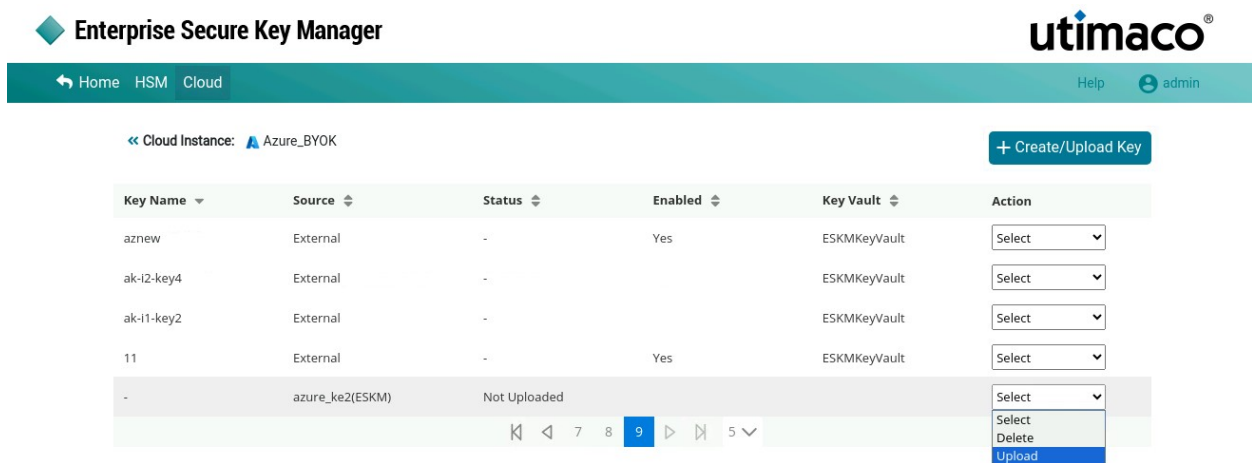 Enterprise Secure Key Manager
utimaco®
Home HSM Cloud Help admin
« Cloud Instance: Azure_BYOK
+ Create/Upload Key
Key Name Source Status Enabled Key Vault Action
aznew External - Yes ESKMKeyVault Select
ak-i2-key4 External - ESKMKeyVault Select
ak-i1-key2 External - ESKMKeyVault Select
11 External - Yes ESKMKeyVault Select
- azure_ke2(ESKM) Not Uploaded Select
Select
Delete
Upload
7 8 9 5